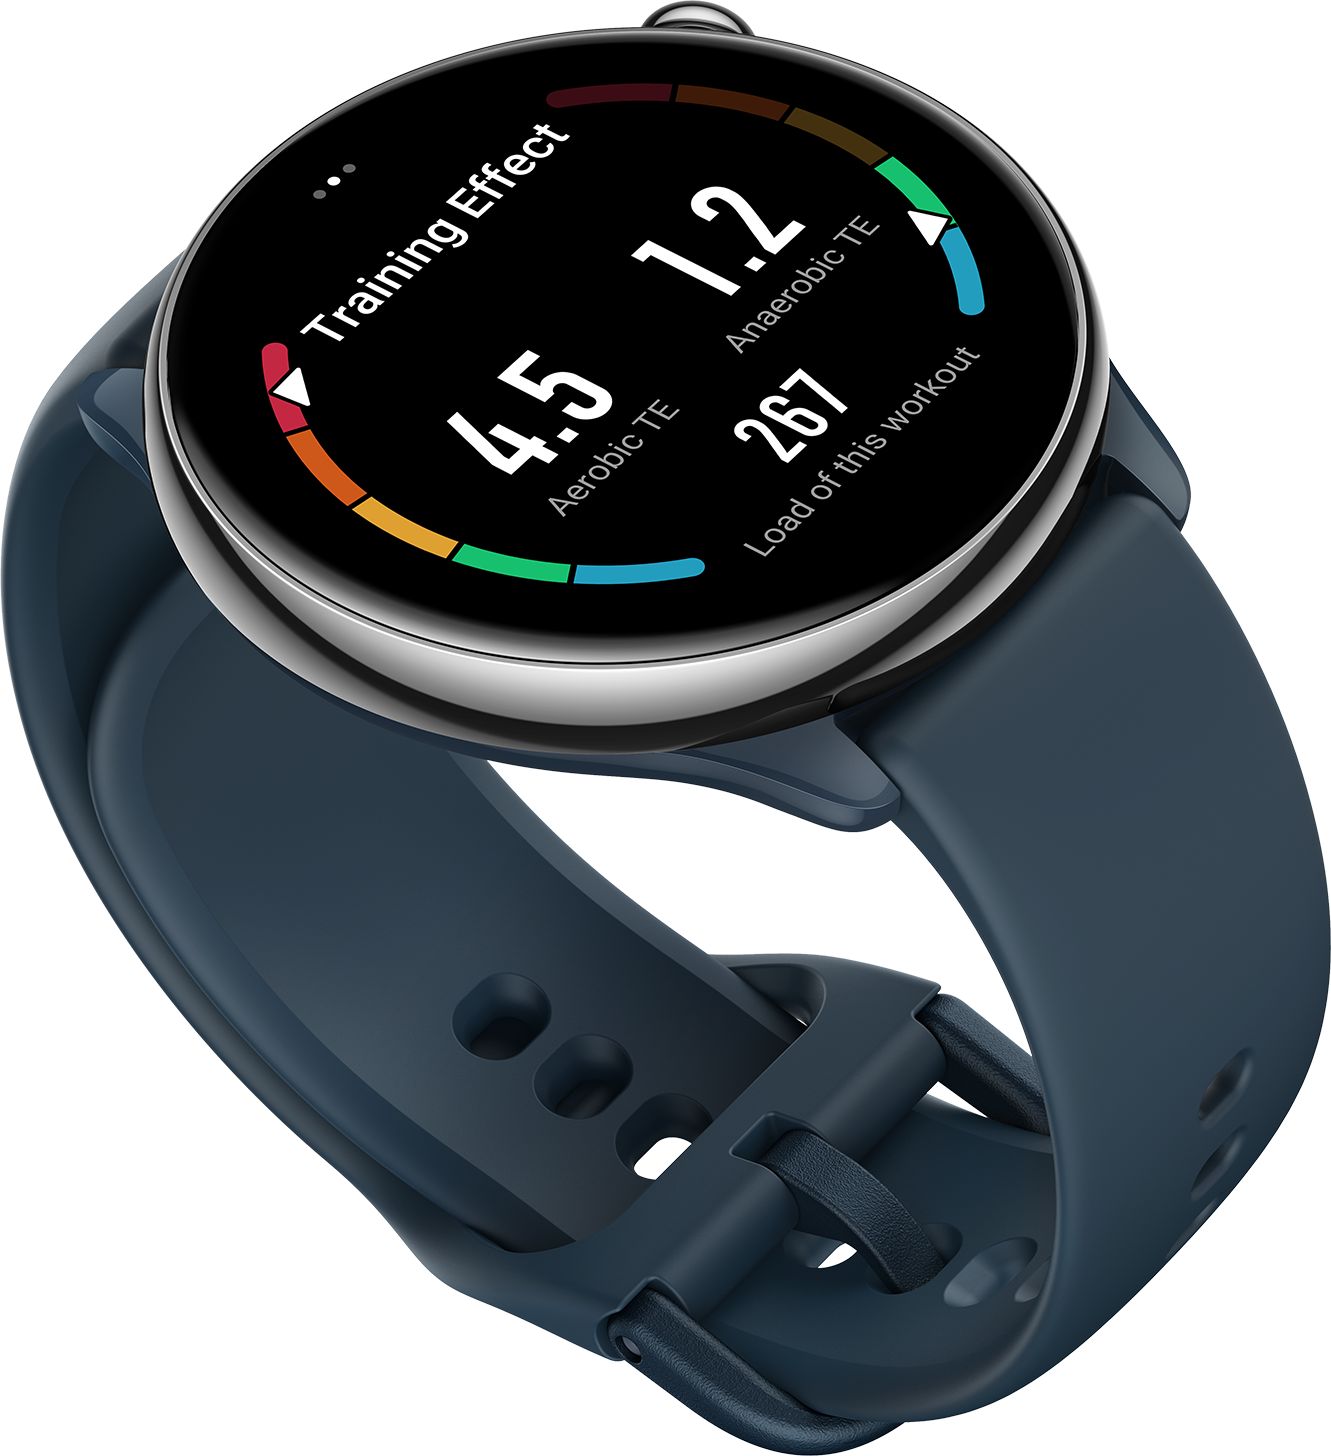 Training Effect
4.5
Aerobic TE
1.2
Anaerobic TE
267
Load of this workout